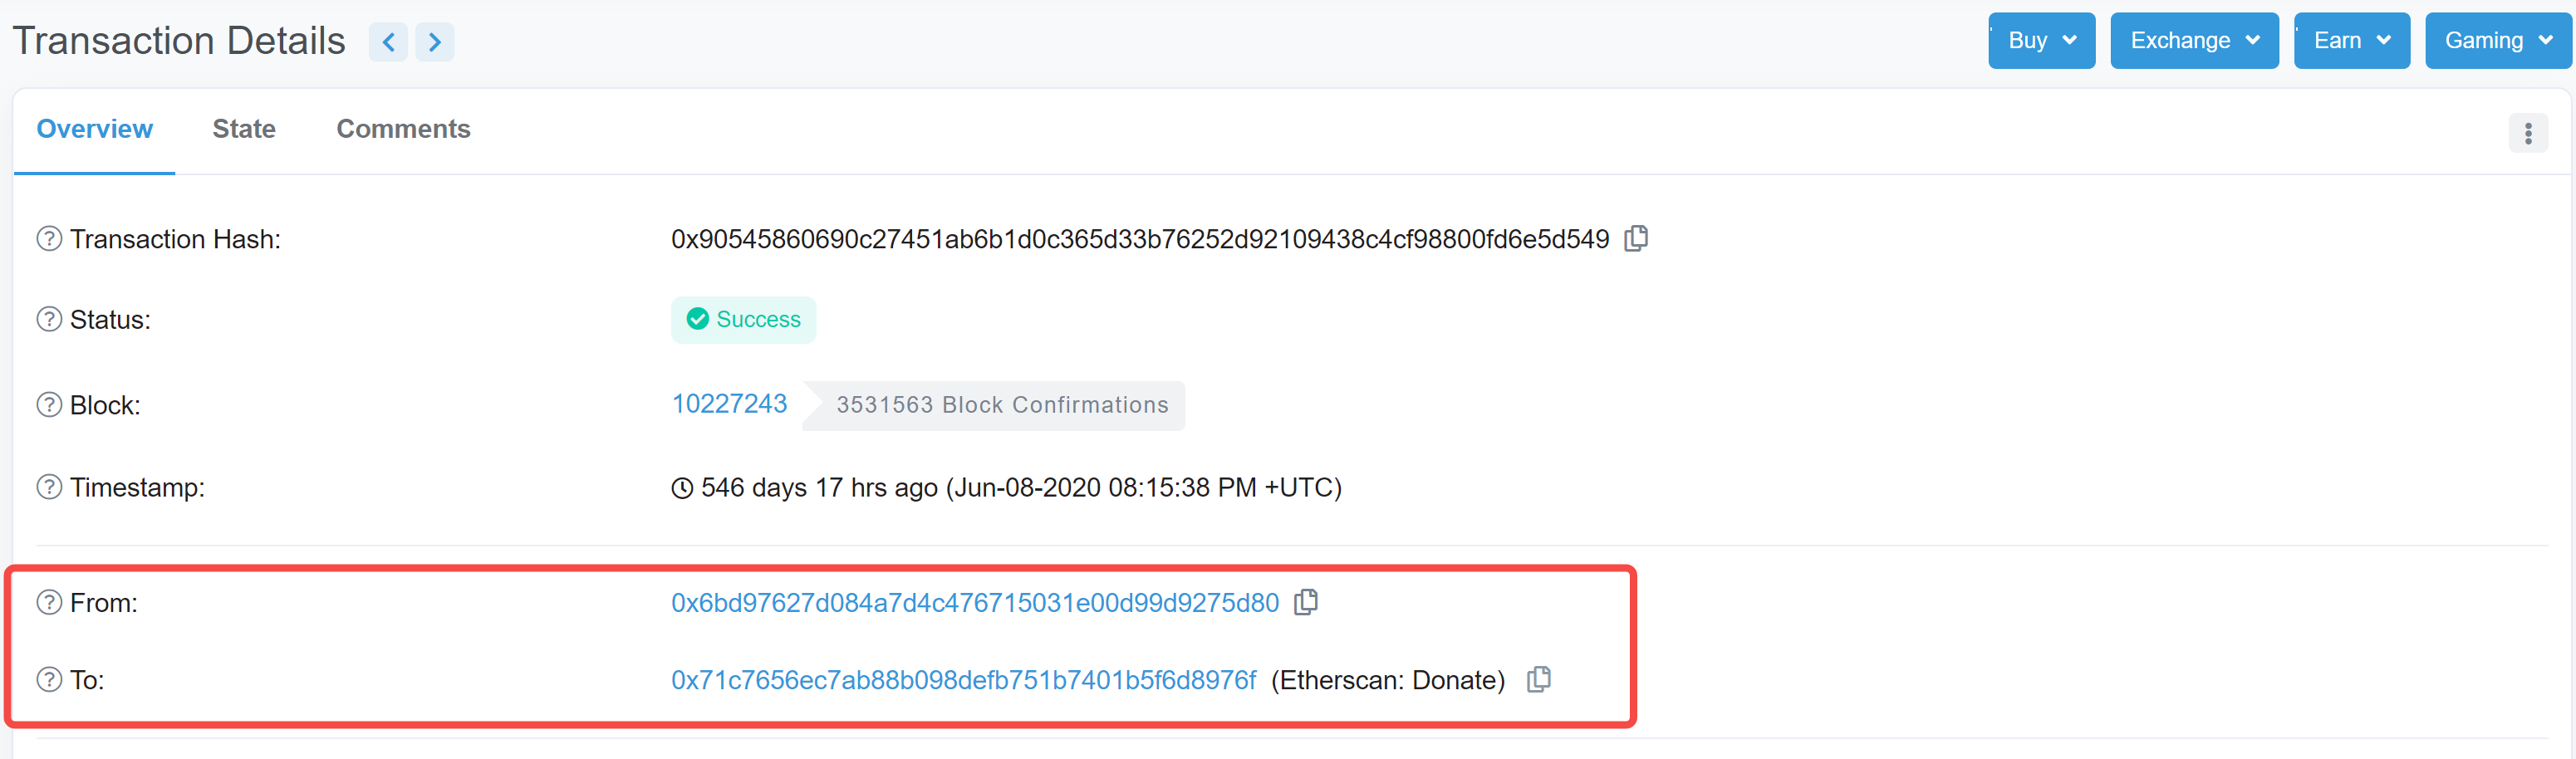 Transaction Details
Buy Exchange Earn Gaming
Overview State Comments
Transaction Hash: 0x90545860690c27451ab6b1d0c365d33b76252d92109438c4cf98800fd6e5d549
Status: Success
Block: 10227243 3531563 Block Confirmations
Timestamp: 546 days 17 hrs ago (Jun-08-2020 08:15:38 PM +UTC)
From: 0x6bd97627d084a7d4c476715031e00d99d9275d80
To: 0x71c7656ec7ab88b098defb751b7401b5f6d8976f (Etherscan: Donate)